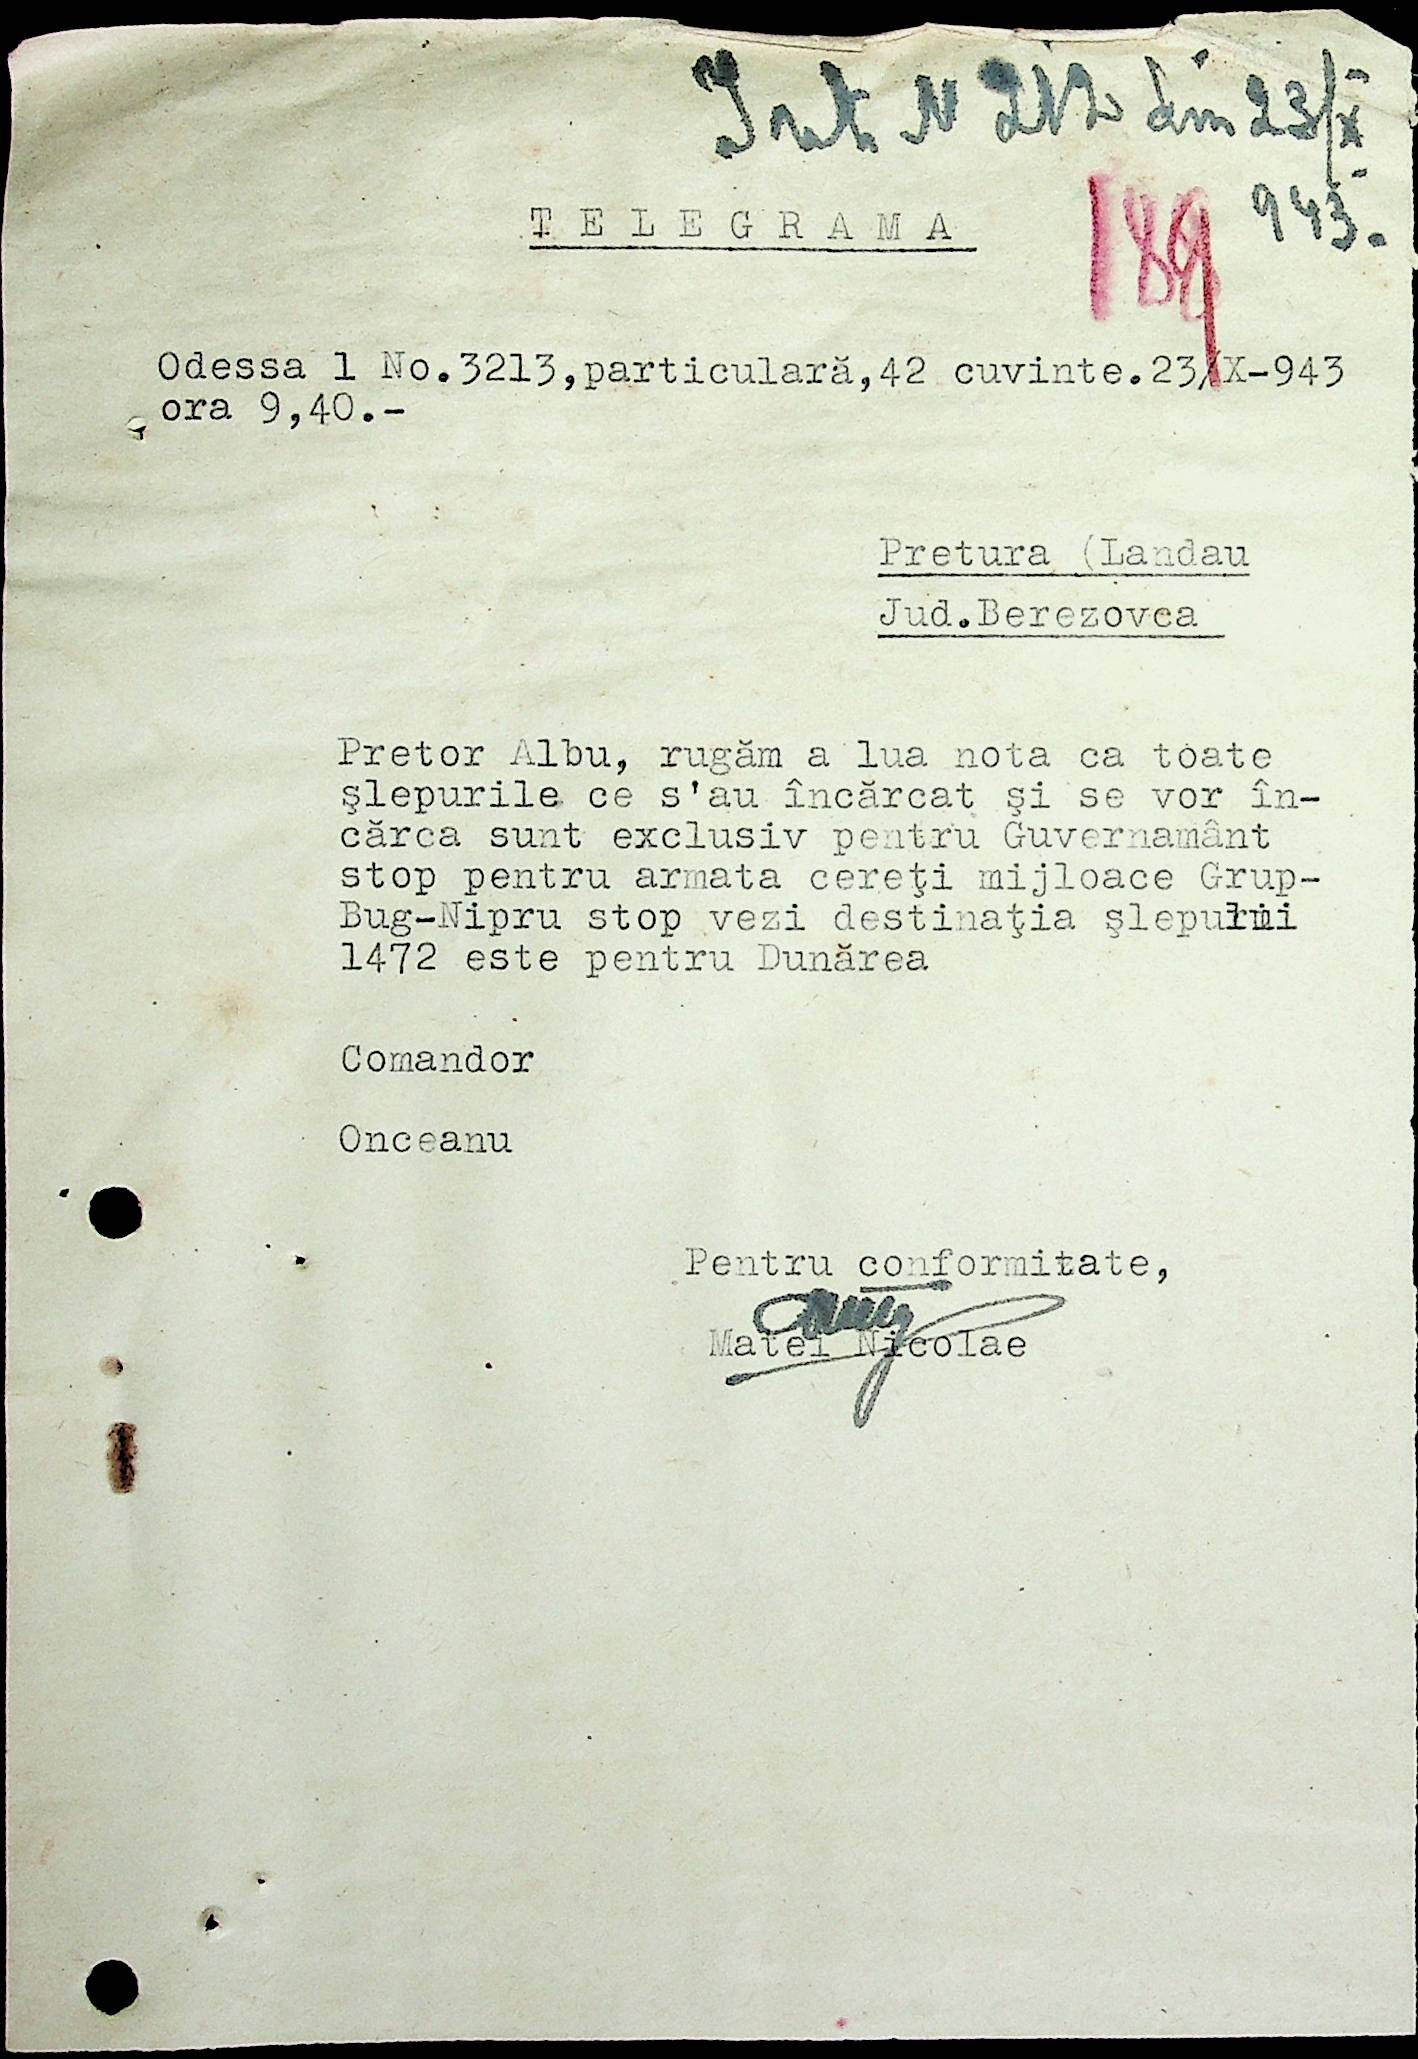 din 23/X
943.
189
TELEGRAMA
Odessa 1 No.3213,particulară,42 cuvinte.23/X-943
ora 9,40.-
Pretura (Landau
Jud.Berezovca
Pretor Albu, rugăm a lua nota ca toate
şlepurile ce s'au încărcat şi se vor în-
cărca sunt exclusiv pentru Guvernamânt
stop pentru armata cereţi mijloace Grup-
Bug-Nipru stop vezi destinaţia şlepului
1472 este pentru Dunărea
Comandor
Onceanu
Pentru conformitate,
Matei Nicolae